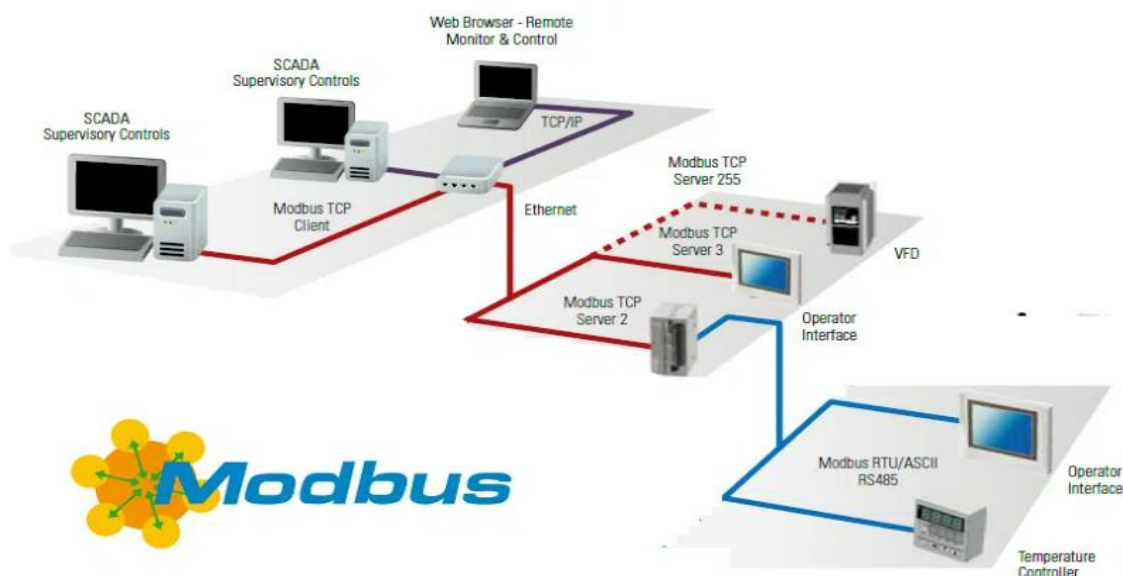 Web Browser - Remote
Monitor & Control
SCADA
Supervisory Controls
SCADA
Supervisory Controls
TCP/IP
Modbus TCP
Client
Ethernet
Modbus TCP
Server 255
Modbus TCP
Server 3
VFD
Modbus TCP
Server 2
Operator
Interface
Modbus RTU/ASCII
RS485
Operator
Interface
Temperature
Controller
Modbus